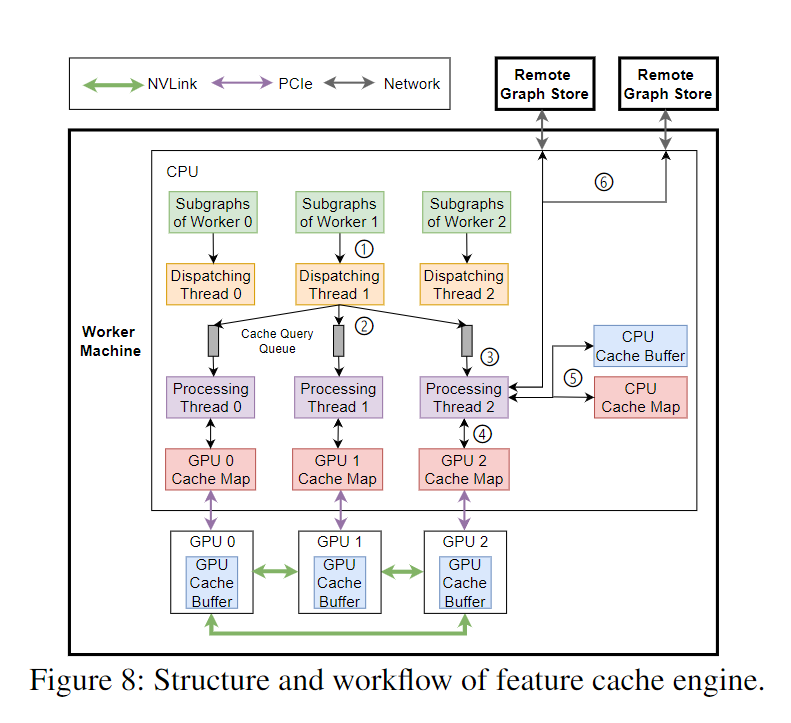 NVLink
PCIe
Network
Remote
Graph Store
Remote
Graph Store
CPU
⑥
Subgraphs
of Worker 0
Subgraphs
of Worker 1
Subgraphs
of Worker 2
①
Dispatching
Thread 0
Dispatching
Thread 1
Dispatching
Thread 2
②
Cache Query
Queue
Worker
Machine
③
CPU
Cache Buffer
Processing
Thread 0
Processing
Thread 1
Processing
Thread 2
⑤
CPU
Cache Map
④
GPU 0
Cache Map
GPU 1
Cache Map
GPU 2
Cache Map
GPU 0
GPU
Cache
Buffer
GPU 1
GPU
Cache
Buffer
GPU 2
GPU
Cache
Buffer
Figure 8: Structure and workflow of feature cache engine.